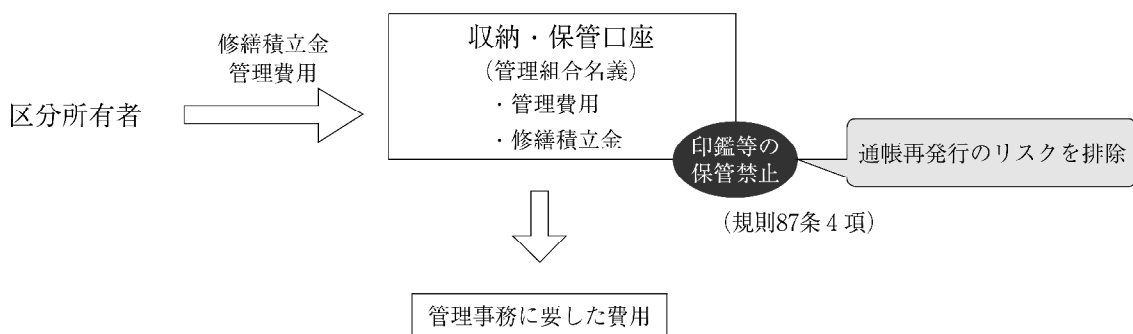 修繕積立金
管理費用
区分所有者
収納・保管口座
（管理組合名義）
・管理費用
・修繕積立金
印鑑等の
保管禁止
通帳再発行のリスクを排除
（規則87条４項）
管理事務に要した費用